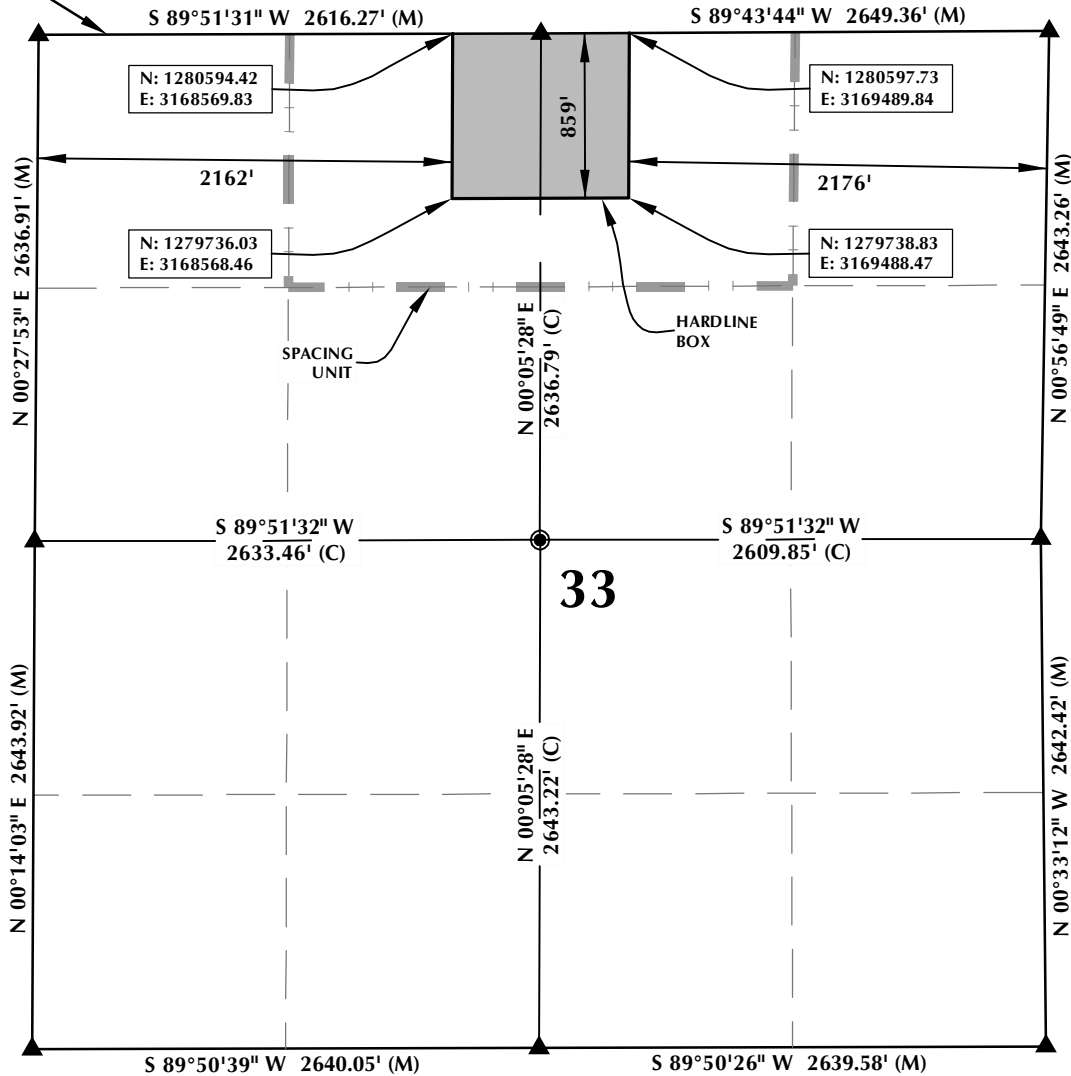 S 89°51'31" W 2616.27' (M)
S 89°43'44" W 2649.36' (M)
N: 1280594.42
E: 3168569.83
N: 1280597.73
E: 3169489.84
859'
2162'
2176'
N 00°27'53" E 2636.91' (M)
N 00°56'49" E 2643.26' (M)
N: 1279736.03
E: 3168568.46
N: 1279738.83
E: 3169488.47
SPACING
UNIT
N 00°05'28" E
2636.79' (C)
HARDLINE
BOX
S 89°51'32" W
2633.46' (C)
S 89°51'32" W
2609.85' (C)
33
N 00°14'03" E 2643.92' (M)
N 00°05'28" E
2643.22' (C)
N 00°33'12" W 2642.42' (M)
S 89°50'39" W 2640.05' (M)
S 89°50'26" W 2639.58' (M)